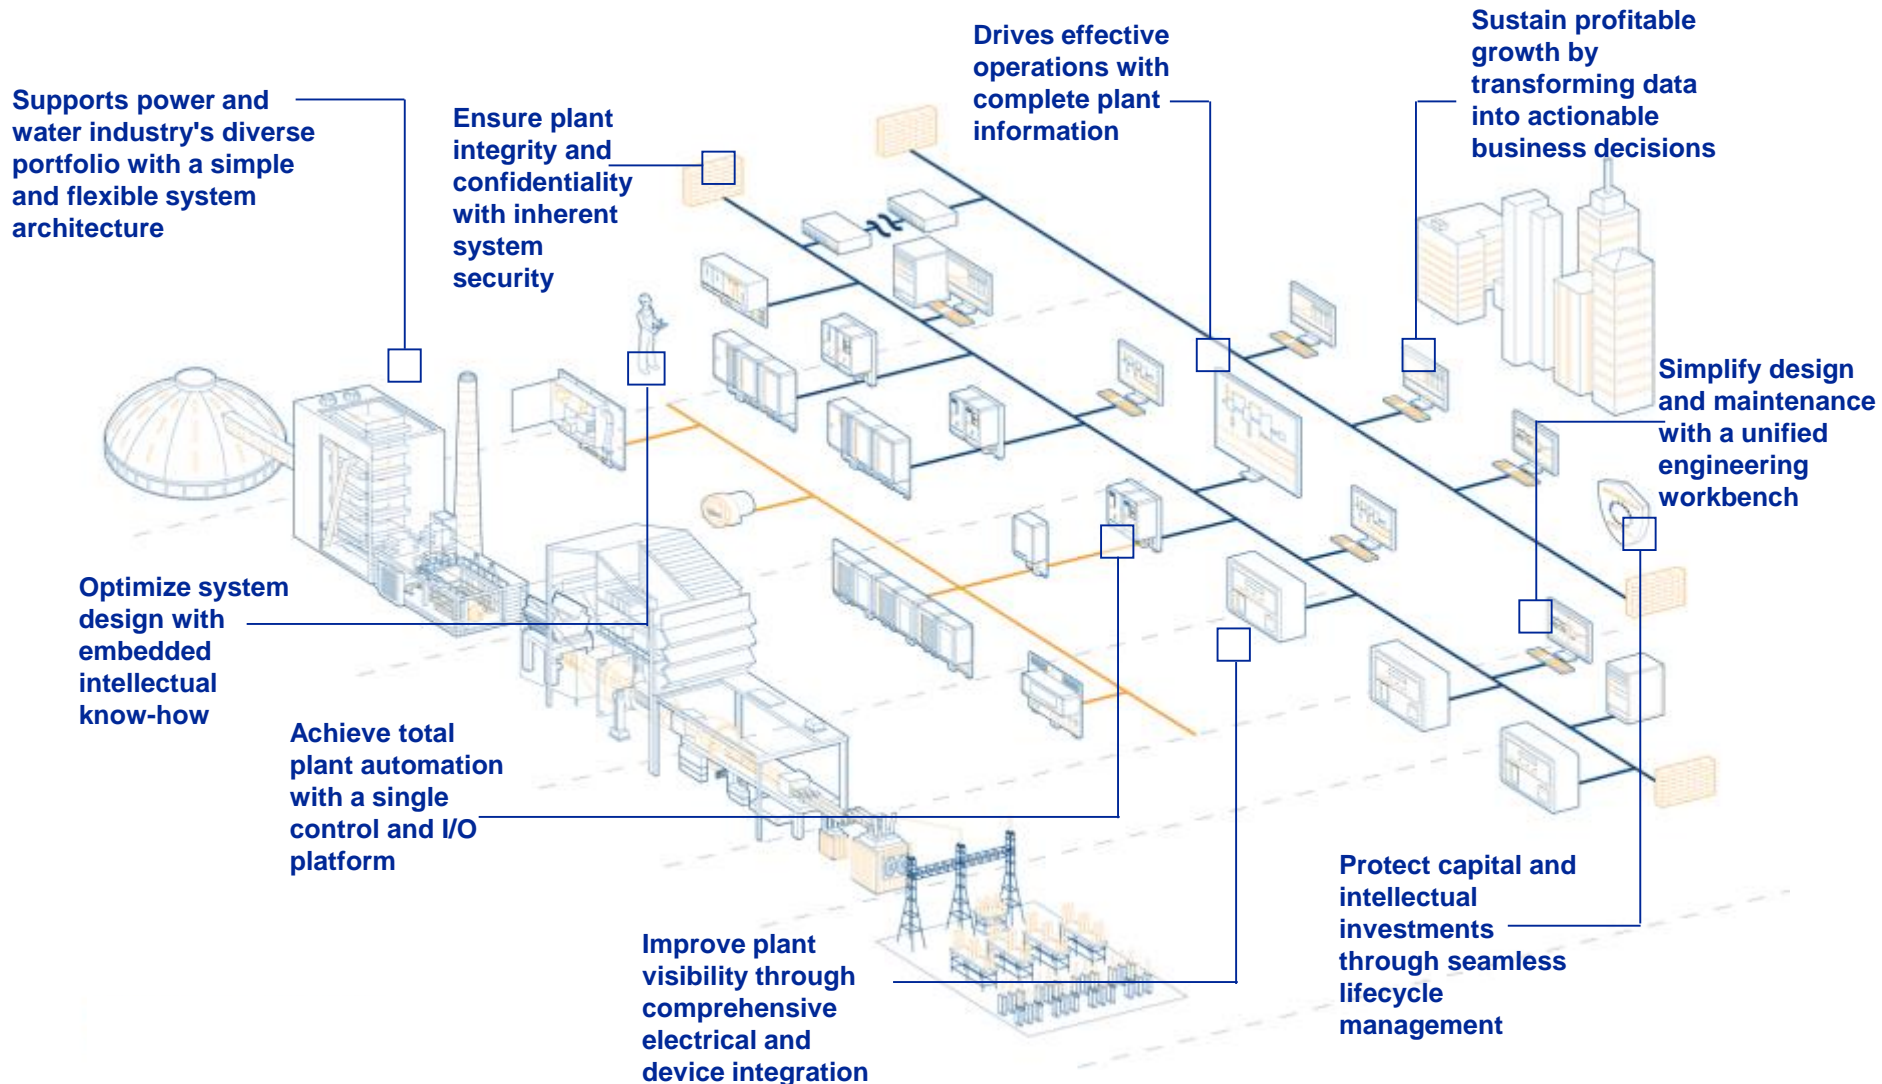 Supports power and
water industry's diverse
portfolio with a simple
and flexible system
architecture
Ensure plant
integrity and
confidentiality
with inherent
system
security
Drives effective
operations with
complete plant
information
Sustain profitable
growth by
transforming data
into actionable
business decisions
Simplify design
and maintenance
with a unified
engineering
workbench
Optimize system
design with
embedded
intellectual
know-how
Achieve total
plant automation
with a single
control and I/O
platform
Improve plant
visibility through
comprehensive
electrical and
device integration
Protect capital and
intellectual
investments
through seamless
lifecycle
management